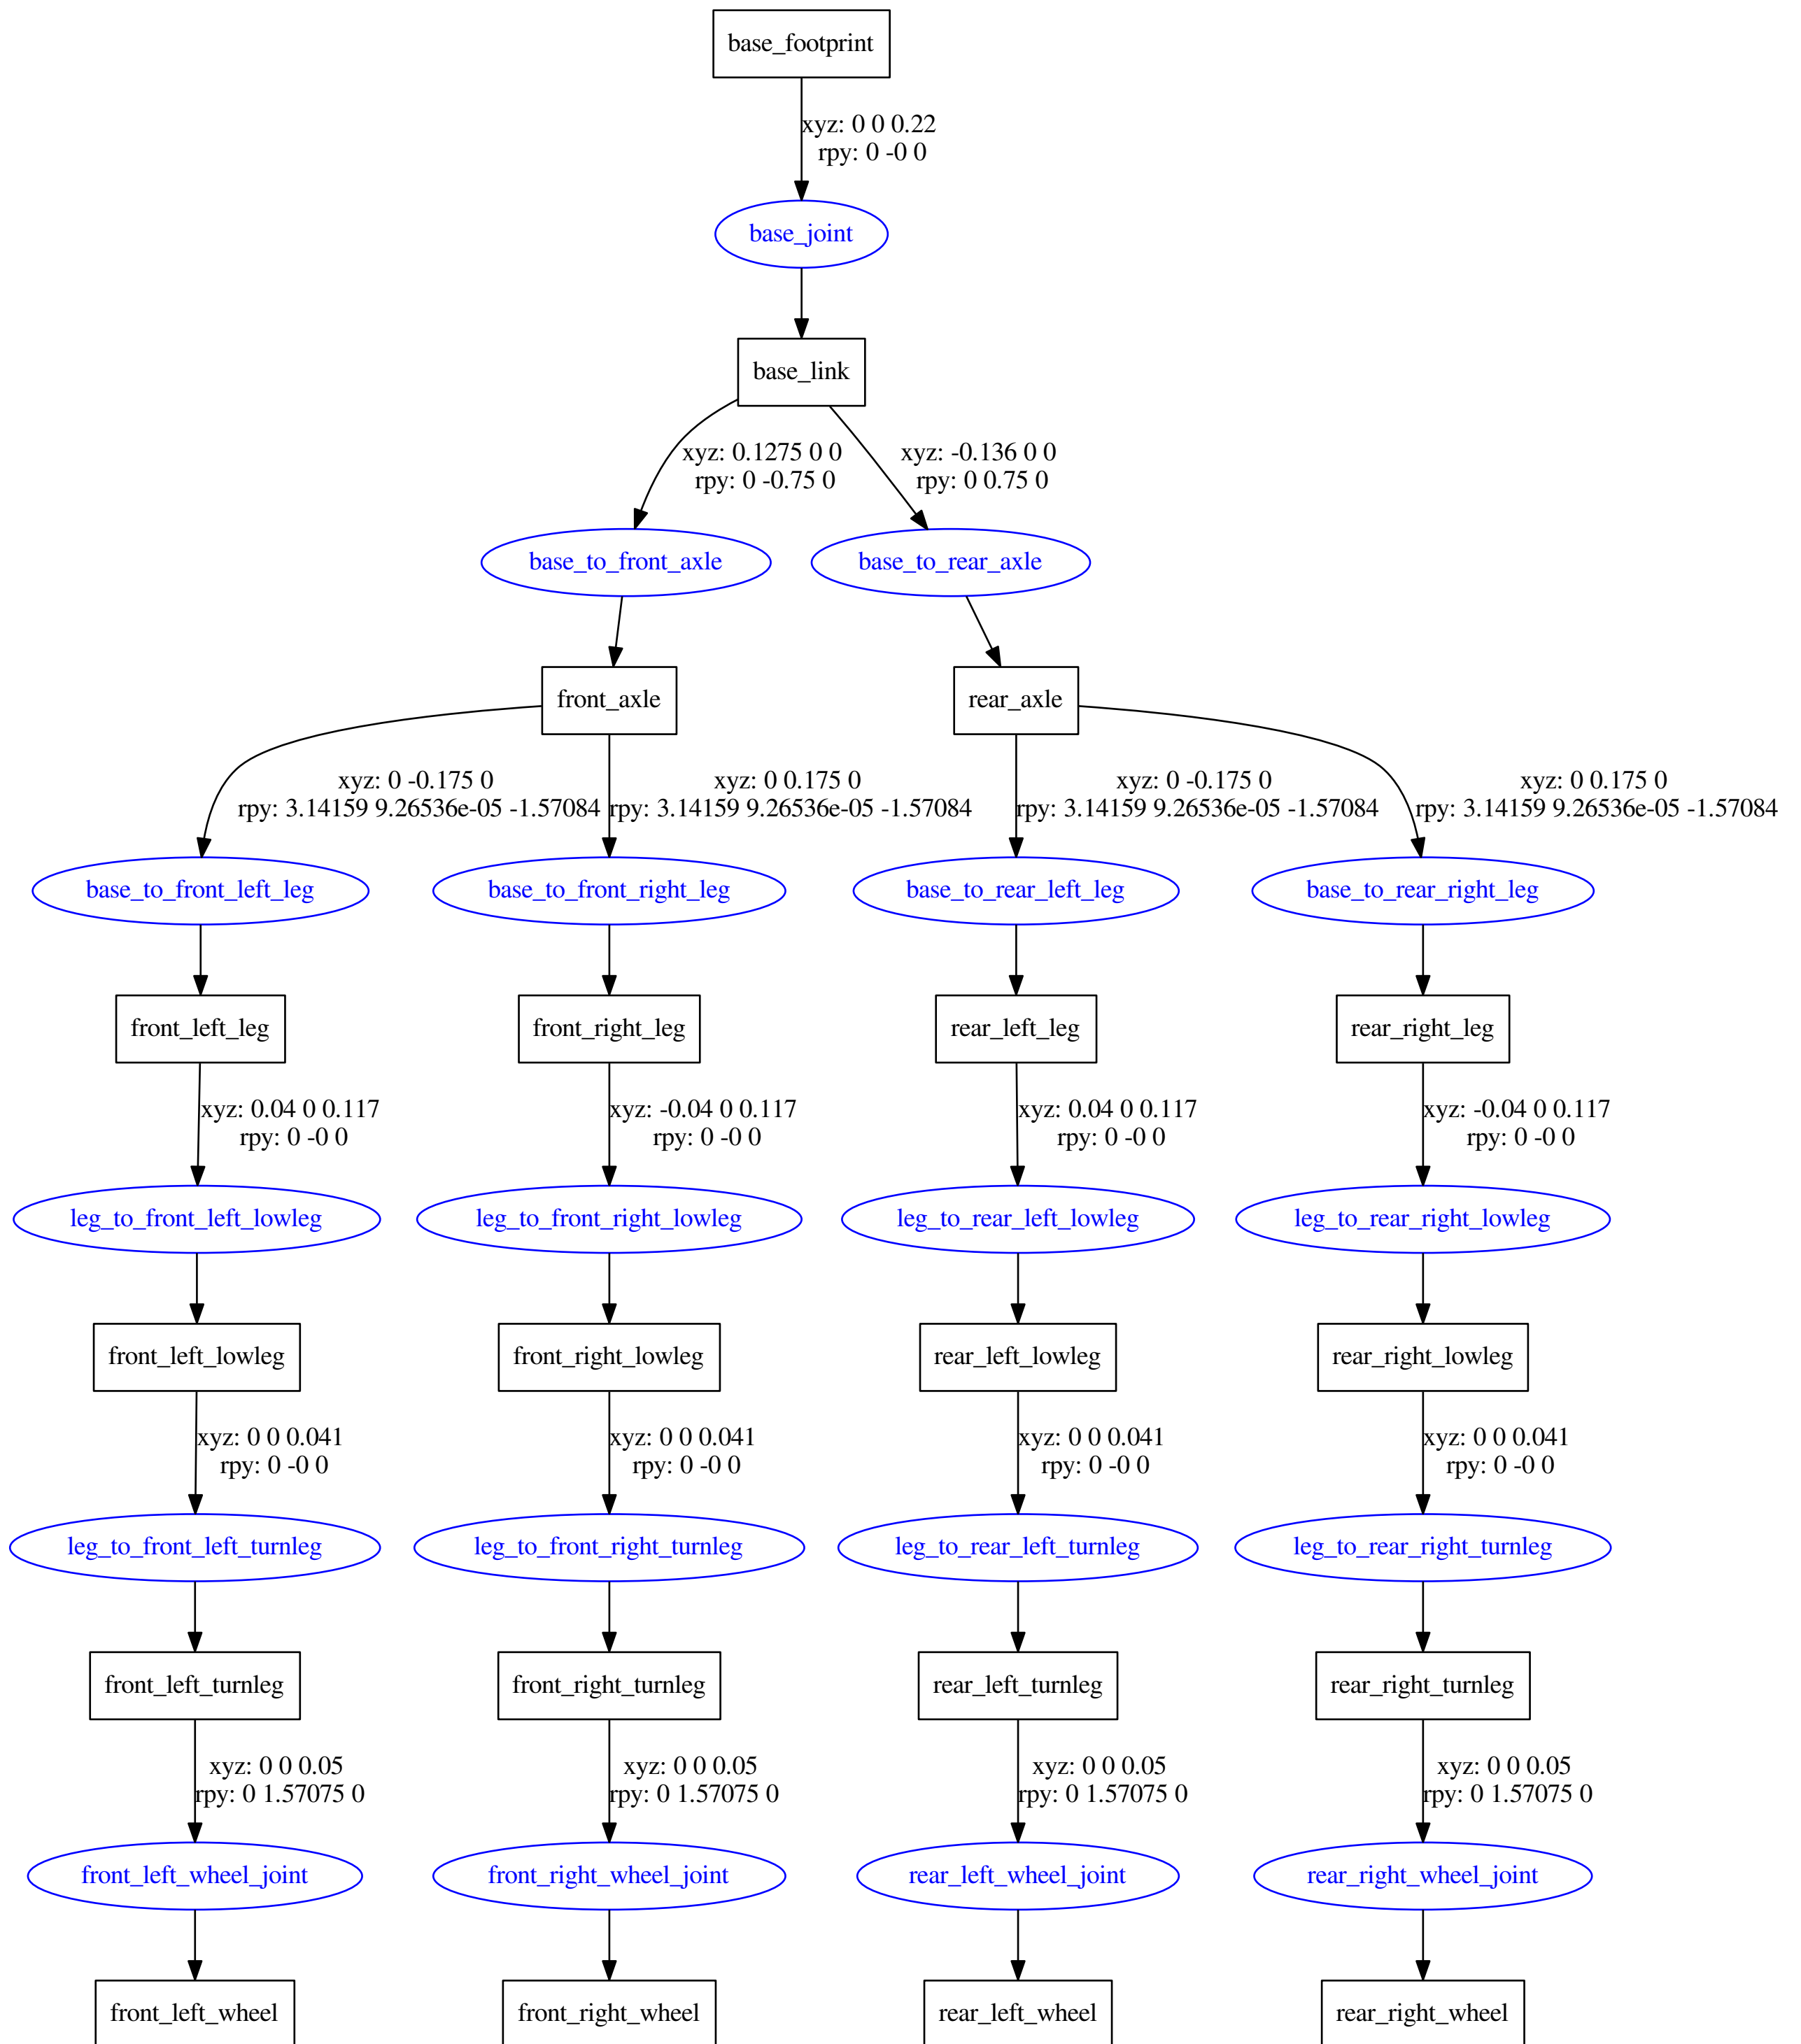 base_footprint
xyz: 0 0 0.22
rpy: 0 -0 0
base_joint
base_link
xyz: 0.1275 0 0
rpy: 0 -0.75 0
xyz: -0.136 0 0
rpy: 0 0.75 0
base_to_front_axle
base_to_rear_axle
front_axle
rear_axle
xyz: 0 -0.175 0
rpy: 3.14159 9.26536e-05 -1.57084
xyz: 0 0.175 0
rpy: 3.14159 9.26536e-05 -1.57084
xyz: 0 -0.175 0
rpy: 3.14159 9.26536e-05 -1.57084
xyz: 0 0.175 0
rpy: 3.14159 9.26536e-05 -1.57084
base_to_front_left_leg
base_to_front_right_leg
base_to_rear_left_leg
base_to_rear_right_leg
front_left_leg
front_right_leg
rear_left_leg
rear_right_leg
xyz: 0.04 0 0.117
rpy: 0 -0 0
xyz: -0.04 0 0.117
rpy: 0 -0 0
xyz: 0.04 0 0.117
rpy: 0 -0 0
xyz: -0.04 0 0.117
rpy: 0 -0 0
leg_to_front_left_lowleg
leg_to_front_right_lowleg
leg_to_rear_left_lowleg
leg_to_rear_right_lowleg
front_left_lowleg
front_right_lowleg
rear_left_lowleg
rear_right_lowleg
xyz: 0 0 0.041
rpy: 0 -0 0
xyz: 0 0 0.041
rpy: 0 -0 0
xyz: 0 0 0.041
rpy: 0 -0 0
xyz: 0 0 0.041
rpy: 0 -0 0
leg_to_front_left_turnleg
leg_to_front_right_turnleg
leg_to_rear_left_turnleg
leg_to_rear_right_turnleg
front_left_turnleg
front_right_turnleg
rear_left_turnleg
rear_right_turnleg
xyz: 0 0 0.05
rpy: 0 1.57075 0
xyz: 0 0 0.05
rpy: 0 1.57075 0
xyz: 0 0 0.05
rpy: 0 1.57075 0
xyz: 0 0 0.05
rpy: 0 1.57075 0
front_left_wheel_joint
front_right_wheel_joint
rear_left_wheel_joint
rear_right_wheel_joint
front_left_wheel
front_right_wheel
rear_left_wheel
rear_right_wheel